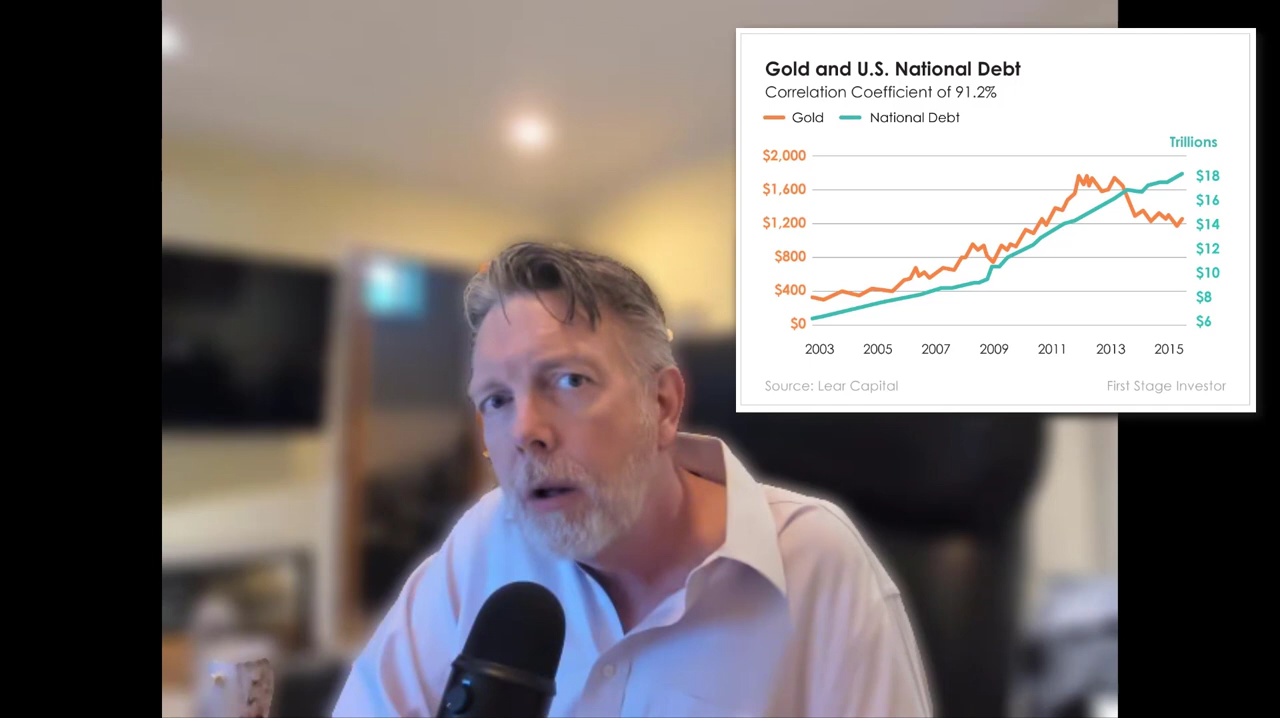 Gold and U.S. National Debt
Correlation Coefficient of 91.2%
Gold National Debt
Trillions
$2,000
$1,600
$1,200
$800
$400
$0
$18
$16
$14
$12
$10
$8
$6
2003 2005 2007 2009 2011 2013 2015
Source: Lear Capital First Stage Investor